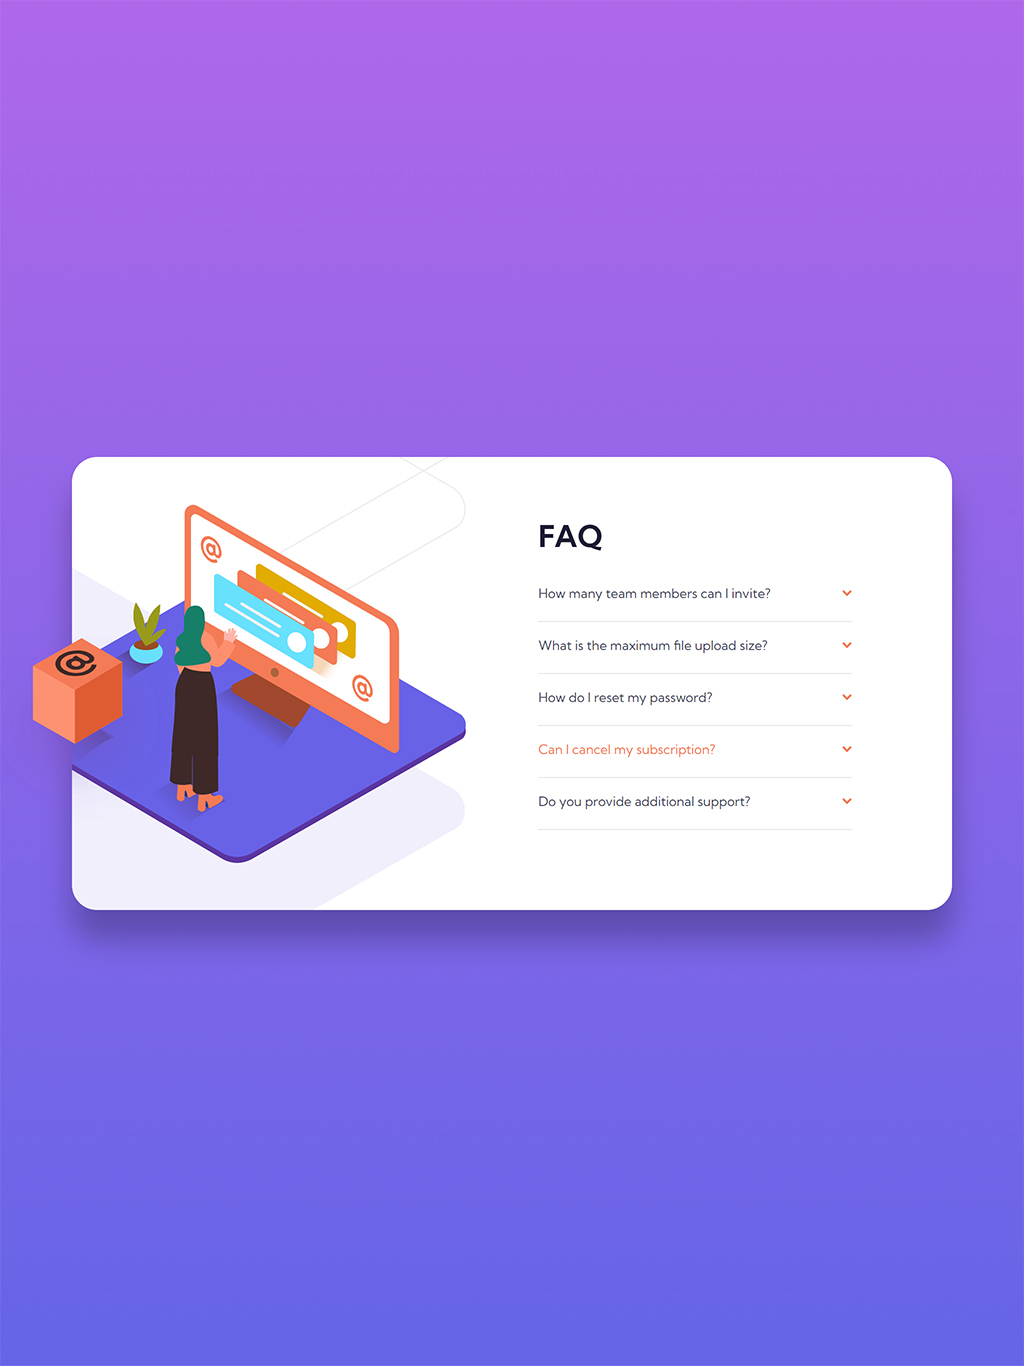 FAQ
How many team members can I invite?
What is the maximum file upload size?
How do I reset my password?
Can I cancel my subscription?
Do you provide additional support?
@
@
@